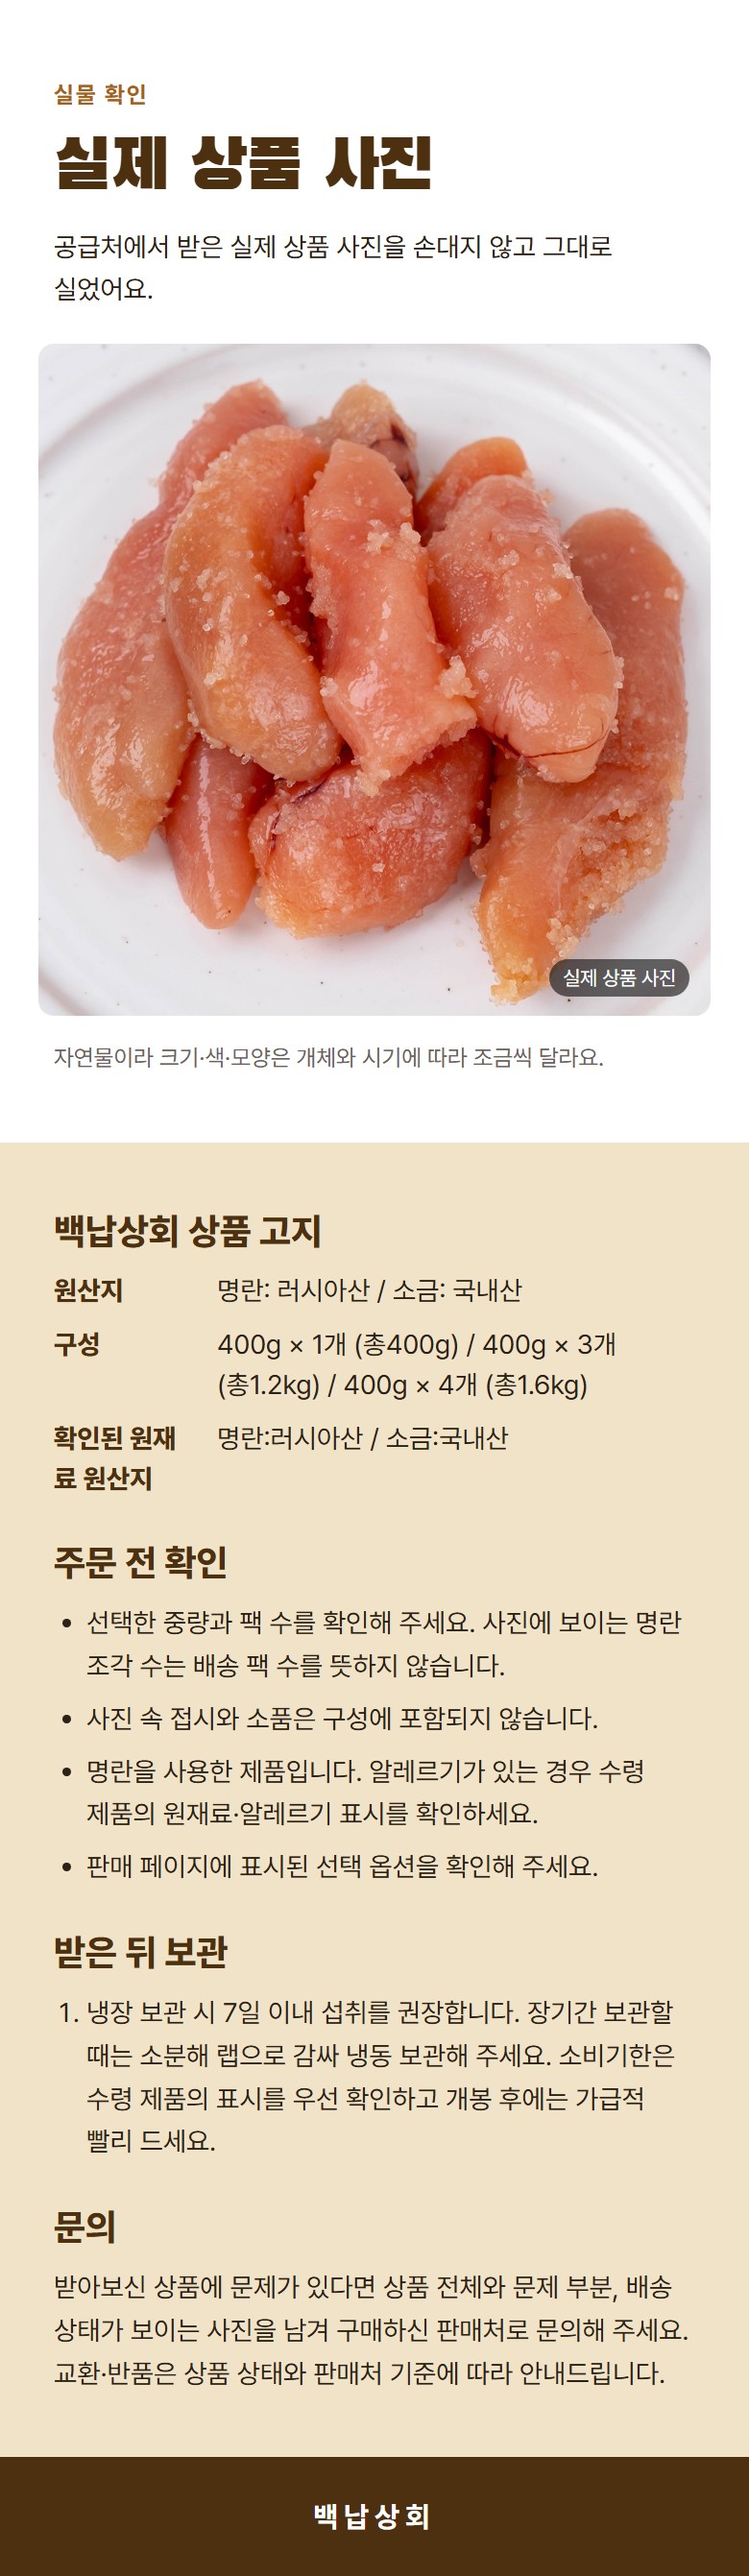 실물 확인
실제 상품 사진
공급처에서 받은 실제 상품 사진을 손대지 않고 그대로
실었어요.
실제 상품 사진
자연물이라 크기·색·모양은 개체와 시기에 따라 조금씩 달라요.
백납상회 상품 고지
원산지 명란: 러시아산 / 소금: 국내산
구성 400g × 1개 (총400g) / 400g × 3개
(총1.2kg) / 400g × 4개 (총1.6kg)
확인된 원재 명란:러시아산 / 소금:국내산
료 원산지
주문 전 확인
• 선택한 중량과 팩 수를 확인해 주세요. 사진에 보이는 명란
조각 수는 배송 팩 수를 뜻하지 않습니다.
• 사진 속 접시와 소품은 구성에 포함되지 않습니다.
• 명란을 사용한 제품입니다. 알레르기가 있는 경우 수령
제품의 원재료·알레르기 표시를 확인하세요.
• 판매 페이지에 표시된 선택 옵션을 확인해 주세요.
받은 뒤 보관
1. 냉장 보관 시 7일 이내 섭취를 권장합니다. 장기간 보관할
때는 소분해 랩으로 감싸 냉동 보관해 주세요. 소비기한은
수령 제품의 표시를 우선 확인하고 개봉 후에는 가급적
빨리 드세요.
문의
받아보신 상품에 문제가 있다면 상품 전체와 문제 부분, 배송
상태가 보이는 사진을 남겨 구매하신 판매처로 문의해 주세요.
교환·반품은 상품 상태와 판매처 기준에 따라 안내드립니다.
백납상회